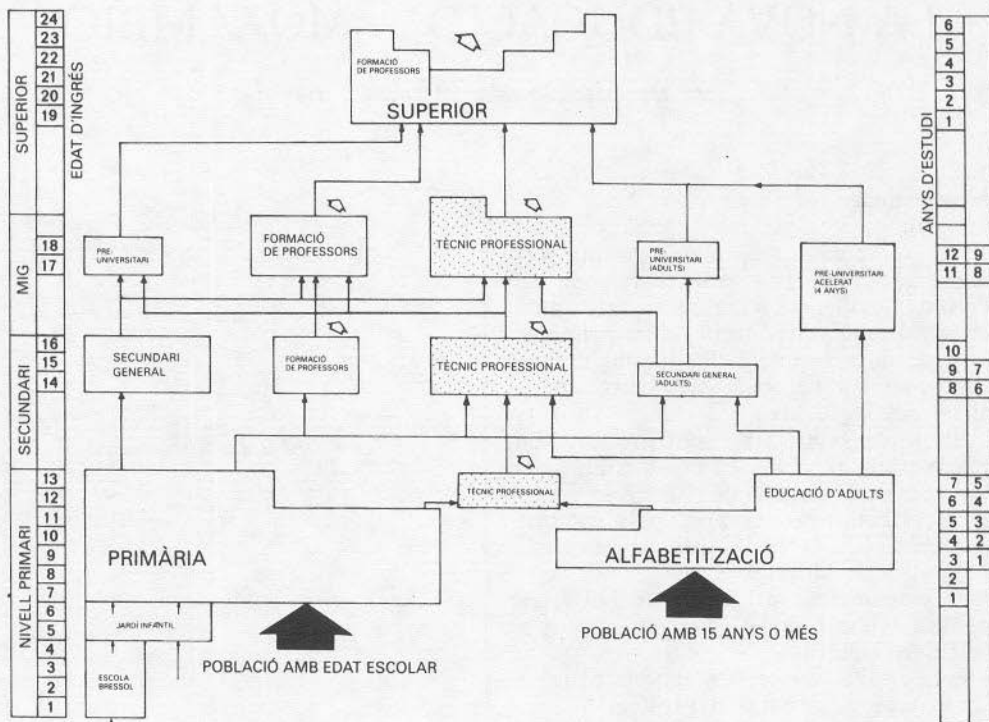 SUPERIOR
MIG
SECUNDARI
NIVELL PRIMARI
24
23
22
21
20
19
18
17
16
15
14
13
12
11
10
9
8
7
6
5
4
3
2
1
EDAT D'INGRÉS
FORMACIÓ
DE PROFESSORS
SUPERIOR
PRE-
UNIVERSITARI
FORMACIÓ
DE PROFESSORS
TÈCNIC PROFESSIONAL
PRE-
UNIVERSITARI
(ADULTS)
PRE-UNIVERSITARI
ACELERAT
(4 ANYS)
SECUNDARI
GENERAL
FORMACIÓ
DE PROFESSORS
TÈCNIC PROFESSIONAL
SECUNDARI GENERAL
(ADULTS)
TÈCNIC PROFESSIONAL
EDUCACIÓ D'ADULTS
PRIMÀRIA
ALFABETITZACIÓ
JARDÍ INFANTIL
POBLACIÓ AMB 15 ANYS O MÉS
POBLACIÓ AMB EDAT ESCOLAR
ESCOLA
BRESSOL
ANYS D'ESTUDI
6
5
4
3
2
1
12 9
11 8
10
9 7
8 6
7 5
6 4
5 3
4 2
3 1
2
1